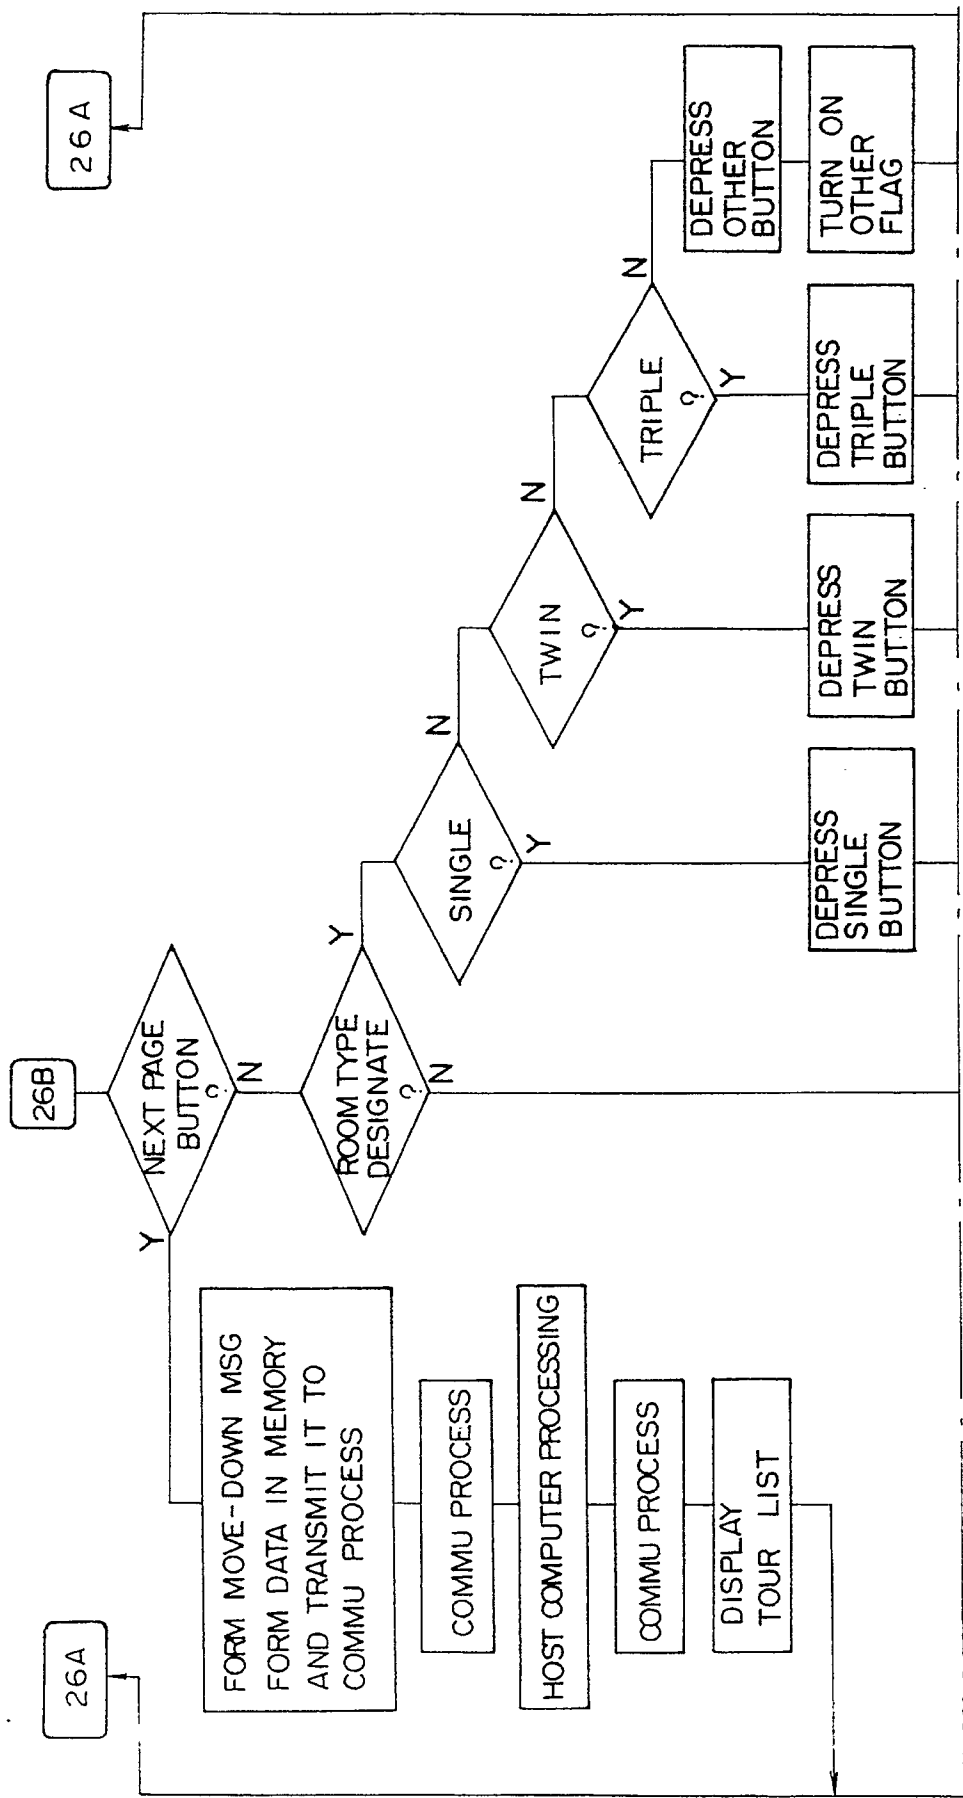 26A
26B
26A
NEXT PAGE
BUTTON
?
Y
N
FORM MOVE-DOWN MSG
FORM DATA IN MEMORY
AND TRANSMIT IT TO
COMMU PROCESS
COMMU PROCESS
HOST COMPUTER PROCESSING
COMMU PROCESS
DISPLAY
TOUR LIST
ROOM TYPE
DESIGNATE
?
Y
N
SINGLE
?
N
Y
TWIN
?
N
Y
TRIPLE
?
N
Y
DEPRESS
OTHER
BUTTON
DEPRESS
SINGLE
BUTTON
DEPRESS
TWIN
BUTTON
DEPRESS
TRIPLE
BUTTON
TURN ON
OTHER
FLAG